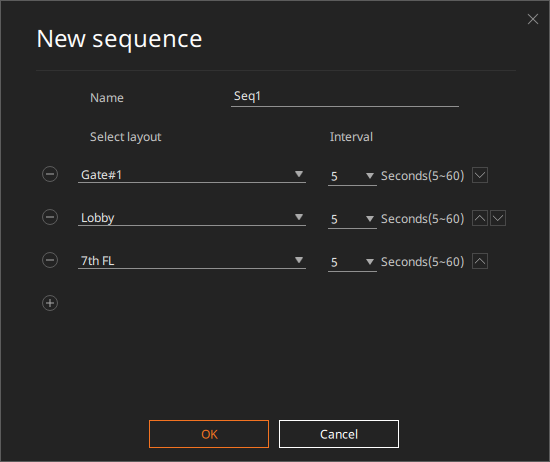 New sequence
Name Seq1
Select layout Interval
Gate#1 5 Seconds(5~60)
Lobby 5 Seconds(5~60)
7th FL 5 Seconds(5~60)
OK Cancel